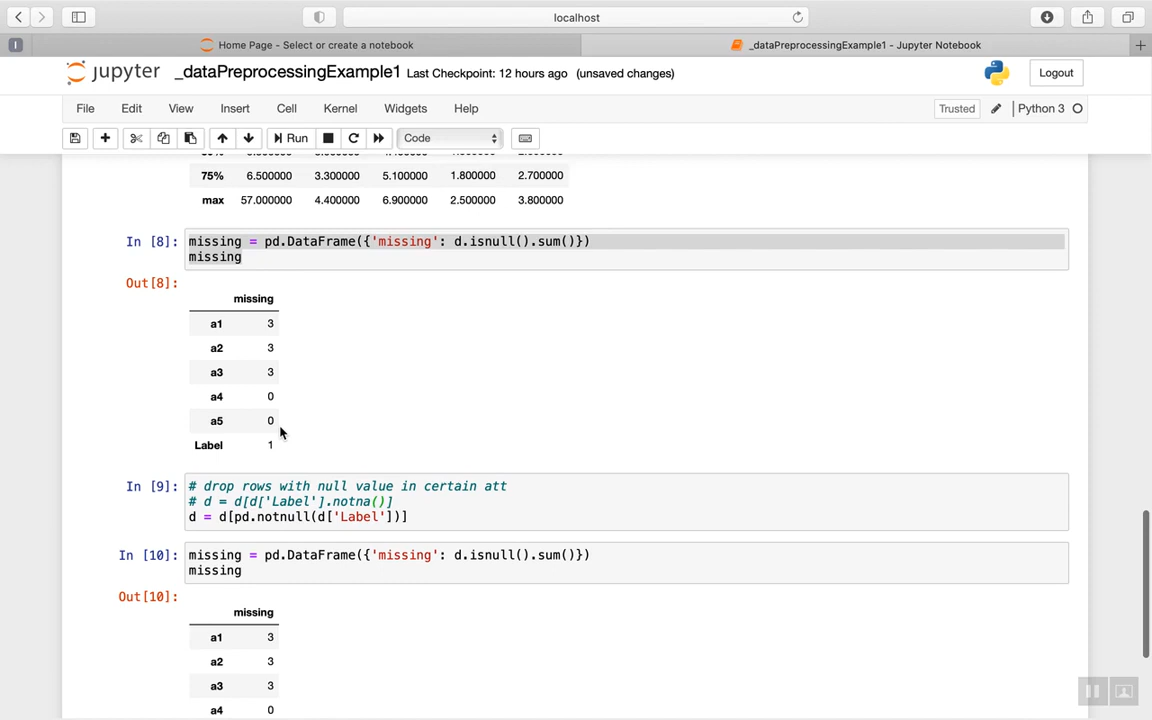 localhost
I
Home Page - Select or create a notebook
_dataPreprocessingExample1 - Jupyter Notebook
jupyter _dataPreprocessingExample1 Last Checkpoint: 12 hours ago (unsaved changes)
Logout
File Edit View Insert Cell Kernel Widgets Help
Trusted Python 3
Run Code
75% 6.500000 3.300000 5.100000 1.800000 2.700000
max 57.000000 4.400000 6.900000 2.500000 3.800000
In [8]: missing = pd.DataFrame({'missing': d.isnull().sum()})
missing
Out[8]:
missing
a1 3
a2 3
a3 3
a4 0
a5 0
Label 1
In [9]: # drop rows with null value in certain att
# d = d[d['Label'].notna()]
d = d[pd.notnull(d['Label'])]
In [10]: missing = pd.DataFrame({'missing': d.isnull().sum()})
missing
Out[10]:
missing
a1 3
a2 3
a3 3
a4 0